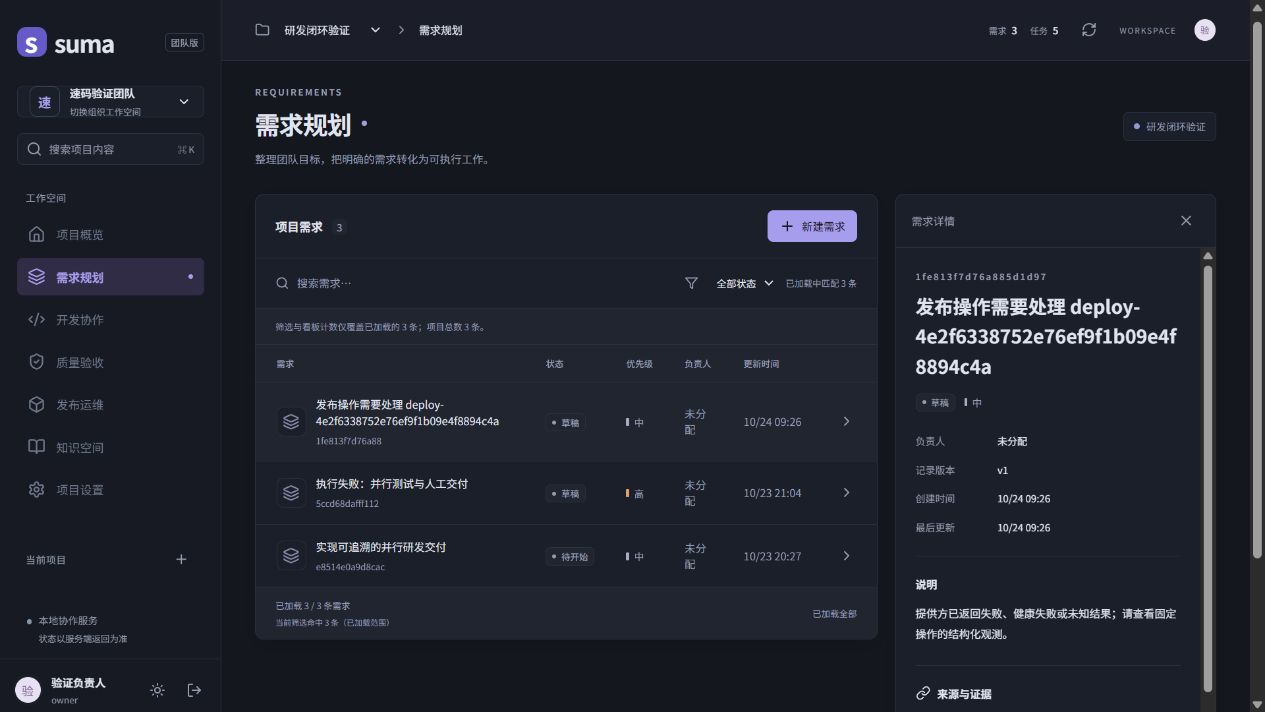 S suma
团队版
速
速码验证团队
切换组织工作空间
搜索项目内容
⌘K
工作空间
项目概览
需求规划
开发协作
质量验收
发布运维
知识空间
项目设置
当前项目
本地协作服务
状态以服务端返回为准
验
验证负责人
owner
研发闭环验证
需求规划
需求 3 任务 5
WORKSPACE
验
REQUIREMENTS
需求规划
整理团队目标，把明确的需求转化为可执行工作。
研发闭环验证
项目需求 3
新建需求
搜索需求…
全部状态
已加载中匹配 3 条
筛选与看板计数仅覆盖已加载的 3 条；项目总数 3 条。
需求 状态 优先级 负责人 更新时间
发布操作需要处理 deploy-
4e2f6338752e76ef9f1b09e4f8894c4a
1fe813f7d76a88
草稿
中
未分
配
10/24 09:26
执行失败：并行测试与人工交付
5ccd68dafff112
草稿
高
未分
配
10/23 21:04
实现可追溯的并行研发交付
e8514e0a9d8cac
待开始
中
未分
配
10/23 20:27
已加载 3 / 3 条需求
当前筛选命中 3 条（已加载范围）
已加载全部
需求详情
1fe813f7d76a885d1d97
发布操作需要处理 deploy-
4e2f6338752e76ef9f1b09e4f
8894c4a
草稿 中
负责人 未分配
记录版本 v1
创建时间 10/24 09:26
最后更新 10/24 09:26
说明
提供方已返回失败、健康失败或未知结果；请查看固定
操作的结构化观测。
来源与证据